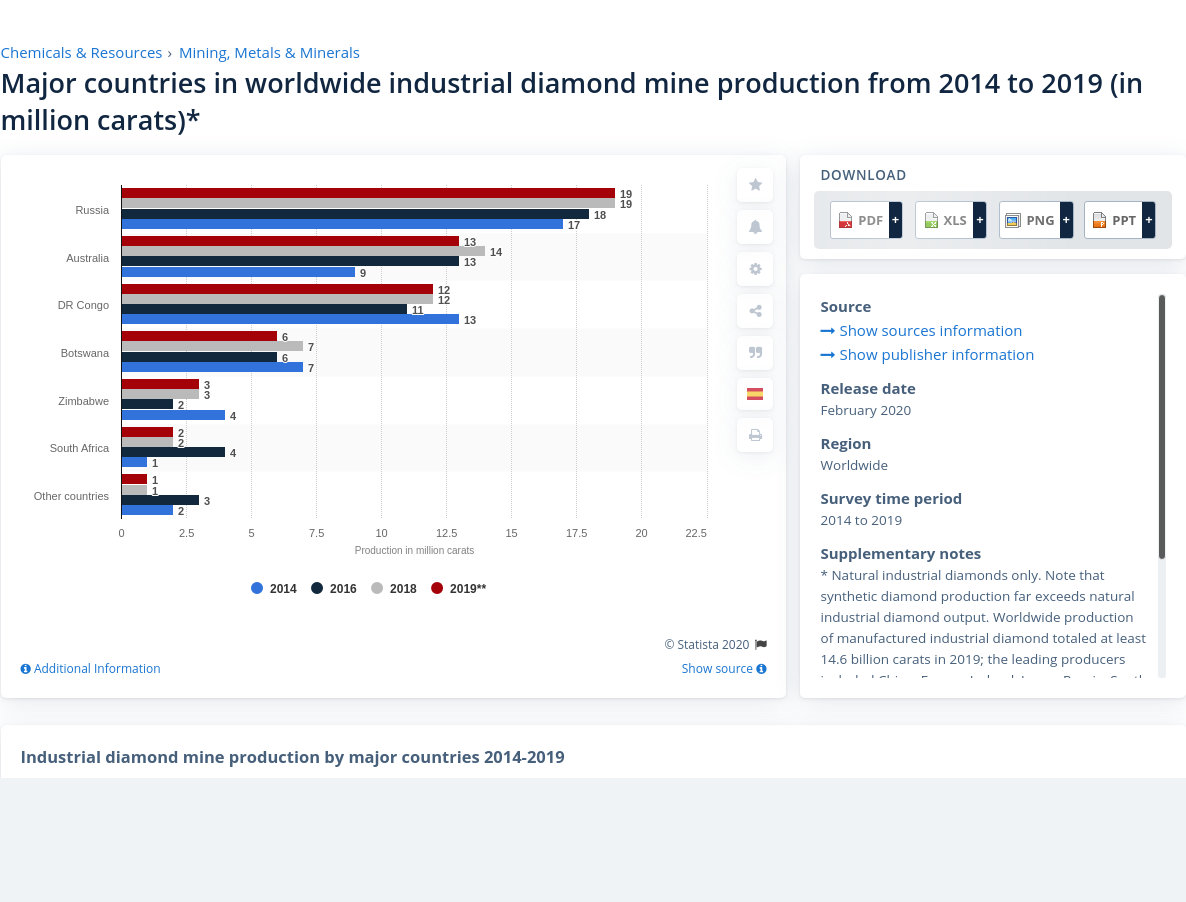 Chemicals & Resources › Mining, Metals & Minerals
Major countries in worldwide industrial diamond mine production from 2014 to 2019 (in
million carats)*
Russia
19
19
18
17
Australia
13
14
13
9
DR Congo
12
12
11
13
Botswana
6
7
6
7
Zimbabwe
3
3
2
4
South Africa
2
2
4
1
Other countries
1
1
3
2
0 2.5 5 7.5 10 12.5 15 17.5 20 22.5
Production in million carats
2014 2016 2018 2019**
© Statista 2020
Additional Information
Show source
DOWNLOAD
PDF + XLS + PNG + PPT +
Source
Show sources information
Show publisher information
Release date
February 2020
Region
Worldwide
Survey time period
2014 to 2019
Supplementary notes
* Natural industrial diamonds only. Note that
synthetic diamond production far exceeds natural
industrial diamond output. Worldwide production
of manufactured industrial diamond totaled at least
14.6 billion carats in 2019; the leading producers
Industrial diamond mine production by major countries 2014-2019